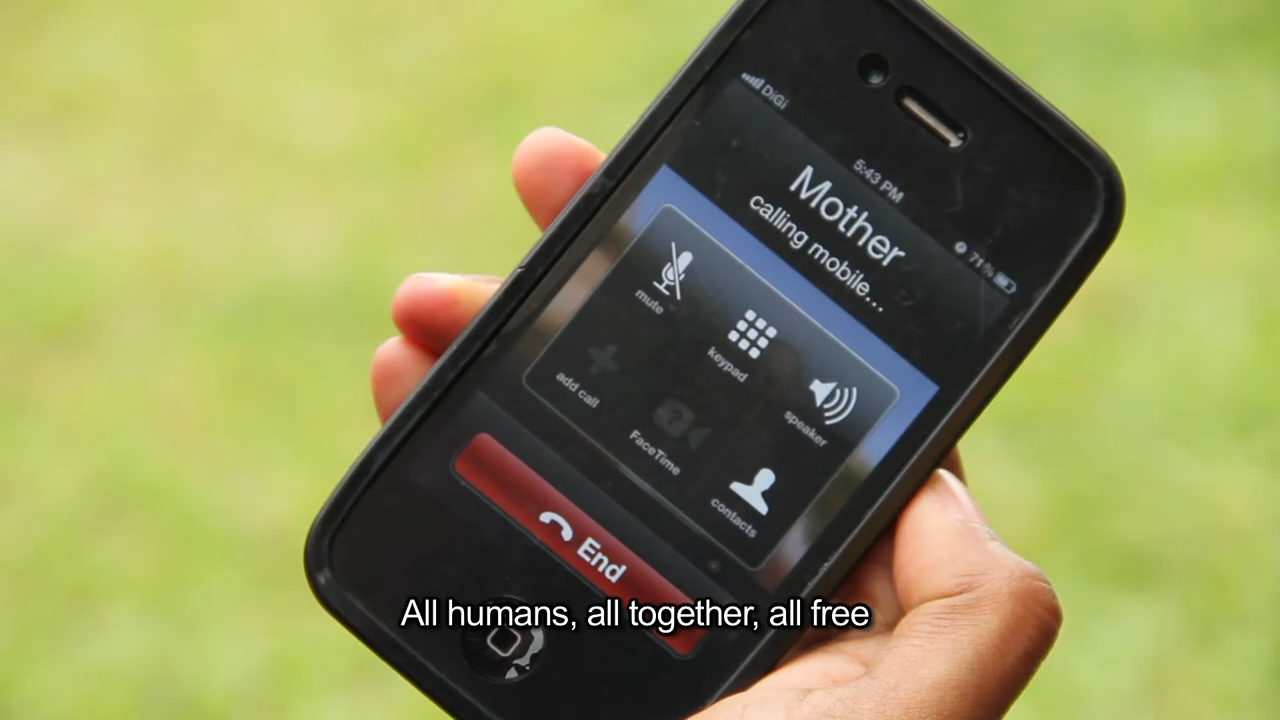 DiGi
5:43 PM
71%
Mother
calling mobile...
mute
keypad
speaker
add call
FaceTime
contacts
End
All humans, all together, all free